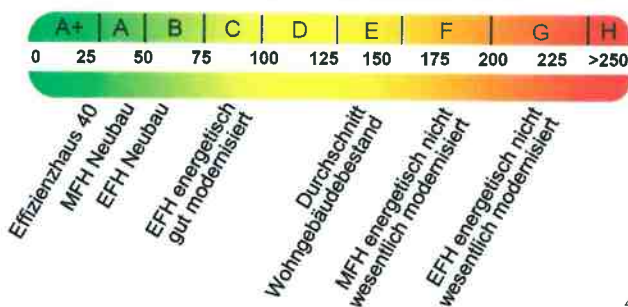 A+ A B C D E F G H
0 25 50 75 100 125 150 175 200 225 >250
Effizienzhaus 40
MFH Neubau
EFH Neubau
EFH energetisch
gut modernisiert
Durchschnitt
Wohngebäudebestand
MFH energetisch nicht
wesentlich modernisiert
EFH energetisch nicht
wesentlich modernisiert